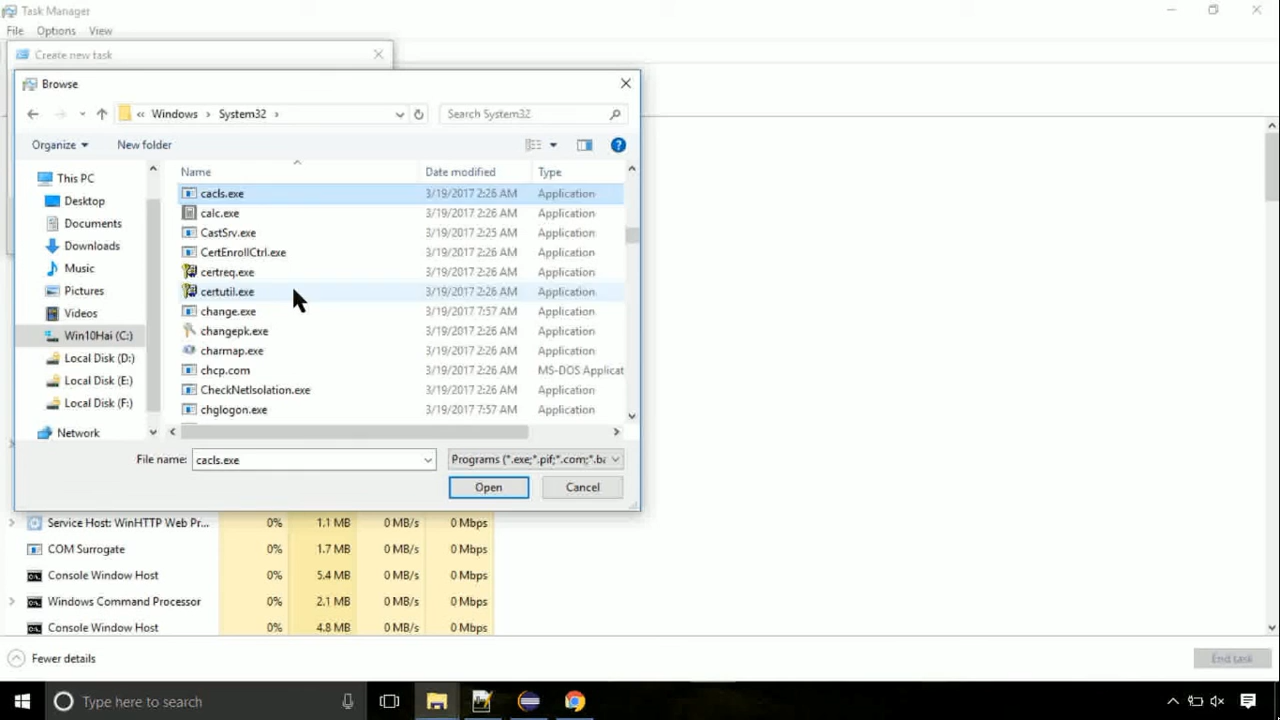 Task Manager
File Options View
Create new task
Browse
« Windows › System32 ›
Search System32
Organize
New folder
Name Date modified Type
This PC
Desktop
Documents
Downloads
Music
Pictures
Videos
Win10Hai (C:)
Local Disk (D:)
Local Disk (E:)
Local Disk (F:)
Network
cacls.exe 3/19/2017 2:26 AM Application
calc.exe 3/19/2017 2:26 AM Application
CastSrv.exe 3/19/2017 2:25 AM Application
CertEnrollCtrl.exe 3/19/2017 2:26 AM Application
certreq.exe 3/19/2017 2:26 AM Application
certutil.exe 3/19/2017 2:26 AM Application
change.exe 3/19/2017 7:57 AM Application
changepk.exe 3/19/2017 2:26 AM Application
charmap.exe 3/19/2017 2:26 AM Application
chcp.com 3/19/2017 2:26 AM MS-DOS Applicat
CheckNetIsolation.exe 3/19/2017 2:26 AM Application
chglogon.exe 3/19/2017 7:57 AM Application
File name: cacls.exe
Programs (*.exe;*.pif;*.com;*.ba
Open
Cancel
Service Host: WinHTTP Web Pr... 0% 1.1 MB 0 MB/s 0 Mbps
COM Surrogate 0% 1.7 MB 0 MB/s 0 Mbps
Console Window Host 0% 5.4 MB 0 MB/s 0 Mbps
Windows Command Processor 0% 2.1 MB 0 MB/s 0 Mbps
Console Window Host 0% 4.8 MB 0 MB/s 0 Mbps
Fewer details
End task
Type here to search